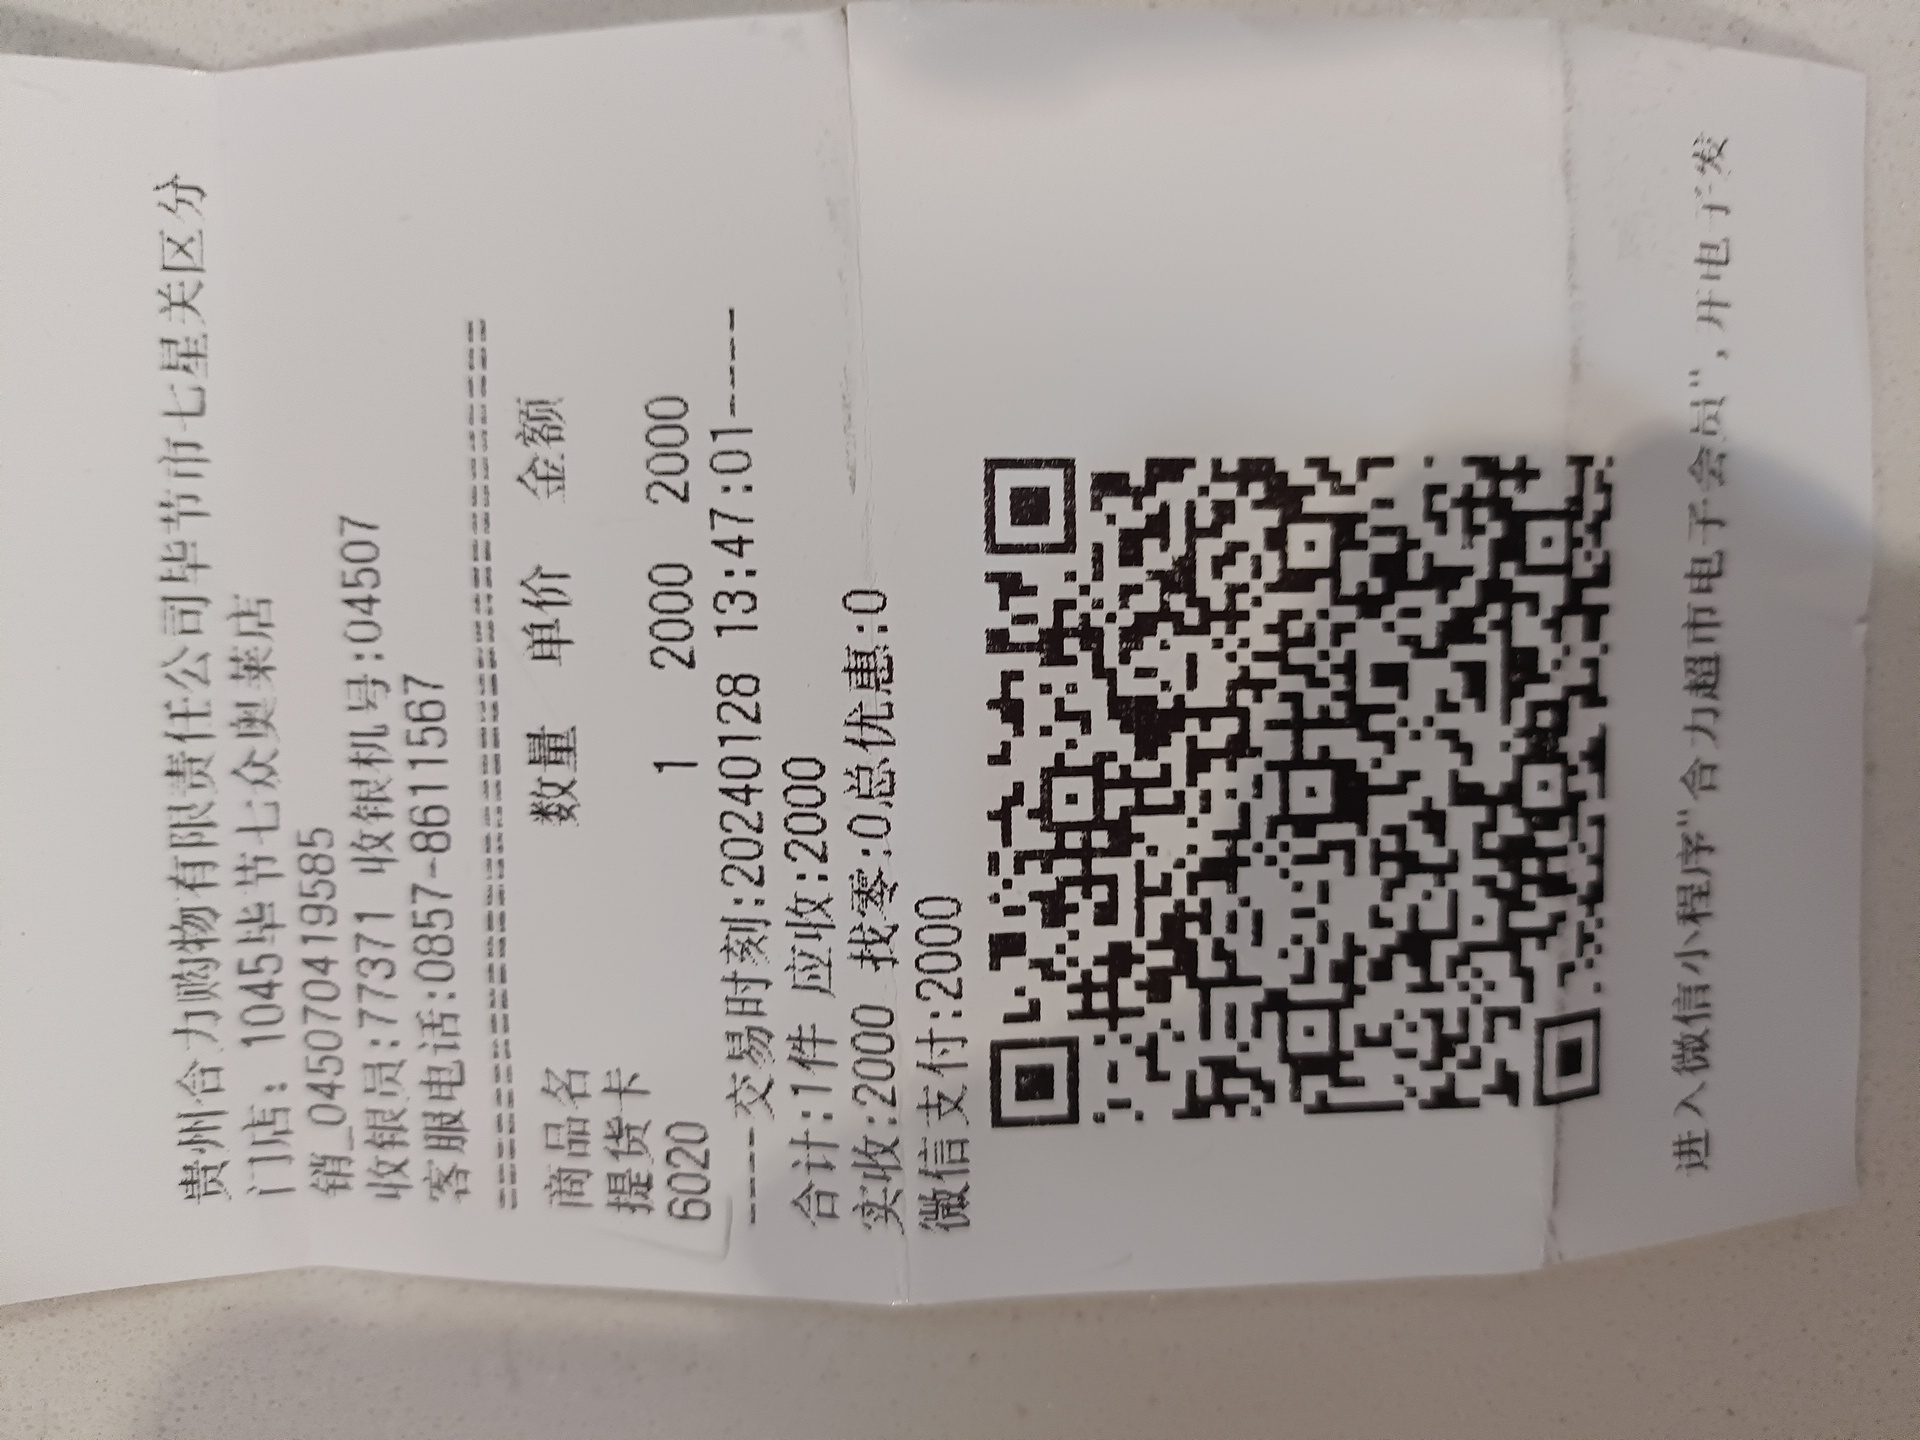 贵州合力购物有限责任公司毕节市七星关区分
门店: 1045毕节七众奥莱店
销_045070419585
收银员:77371 收银机号:04507
客服电话:0857-8611567
================================
商品名 数量 单价 金额
提货卡
6020 1 2000 2000
----交易时刻:20240128 13:47:01----
合计:1件 应收:2000
实收:2000 找零:0总优惠:0
微信支付:2000
进入微信小程序"合力超市电子会员", 开电子发